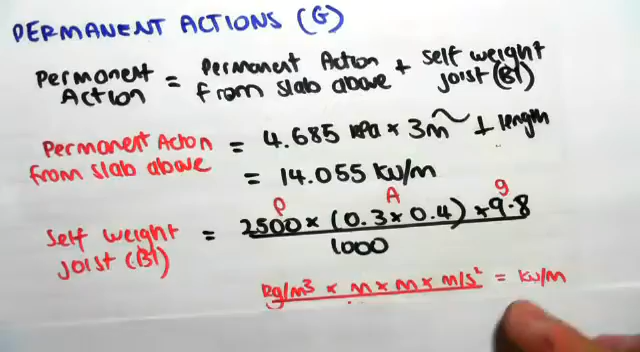 PERMANENT ACTIONS (G)
Permanent Action = Permanent Action from slab above + Self weight joist (B1)
Permanent Acton from slab above = 4.685 kPa × 3m ~ ⊥ length
= 14.055 kN/m
ρ A g
Self weight joist (B1) = 2500 × (0.3 × 0.4) × 9.8
1000
kg/m³ × m × m × m/s² = kN/m